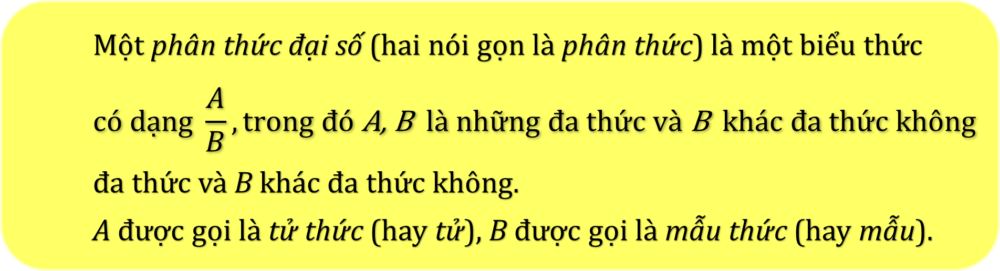 Một phân thức đại số (hai nói gọn là phân thức) là một biểu thức
có dạng A/B, trong đó A, B là những đa thức và B khác đa thức không
đa thức và B khác đa thức không.
A được gọi là tử thức (hay tử), B được gọi là mẫu thức (hay mẫu).